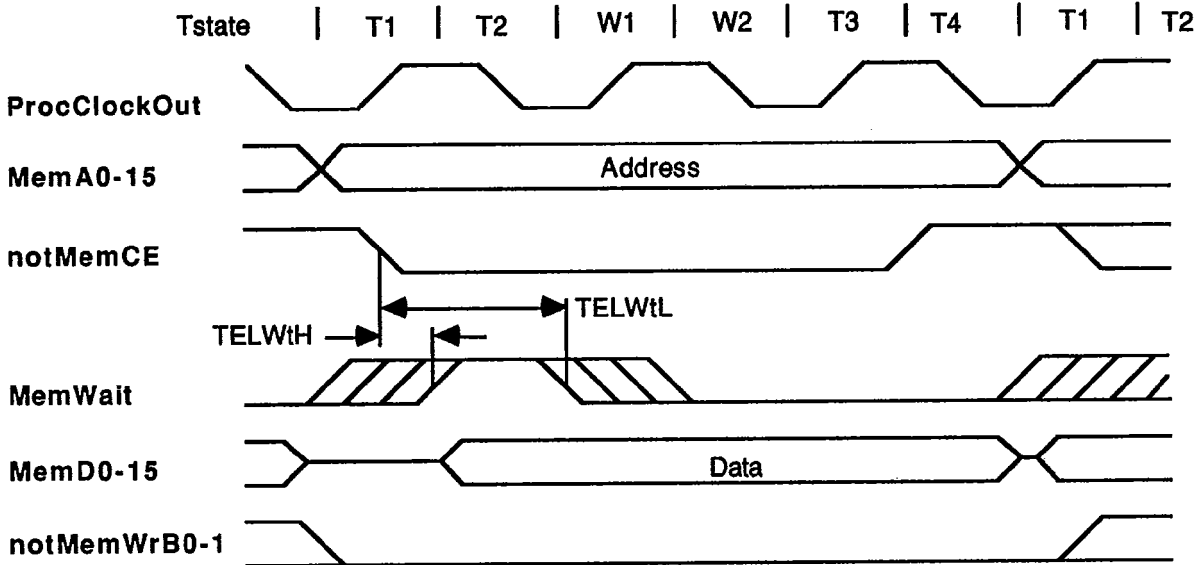 Tstate | T1 | T2 | W1 | W2 | T3 | T4 | T1 | T2
ProcClockOut
MemA0-15
Address
notMemCE
TELWtL
TELWtH
MemWait
MemD0-15
Data
notMemWrB0-1